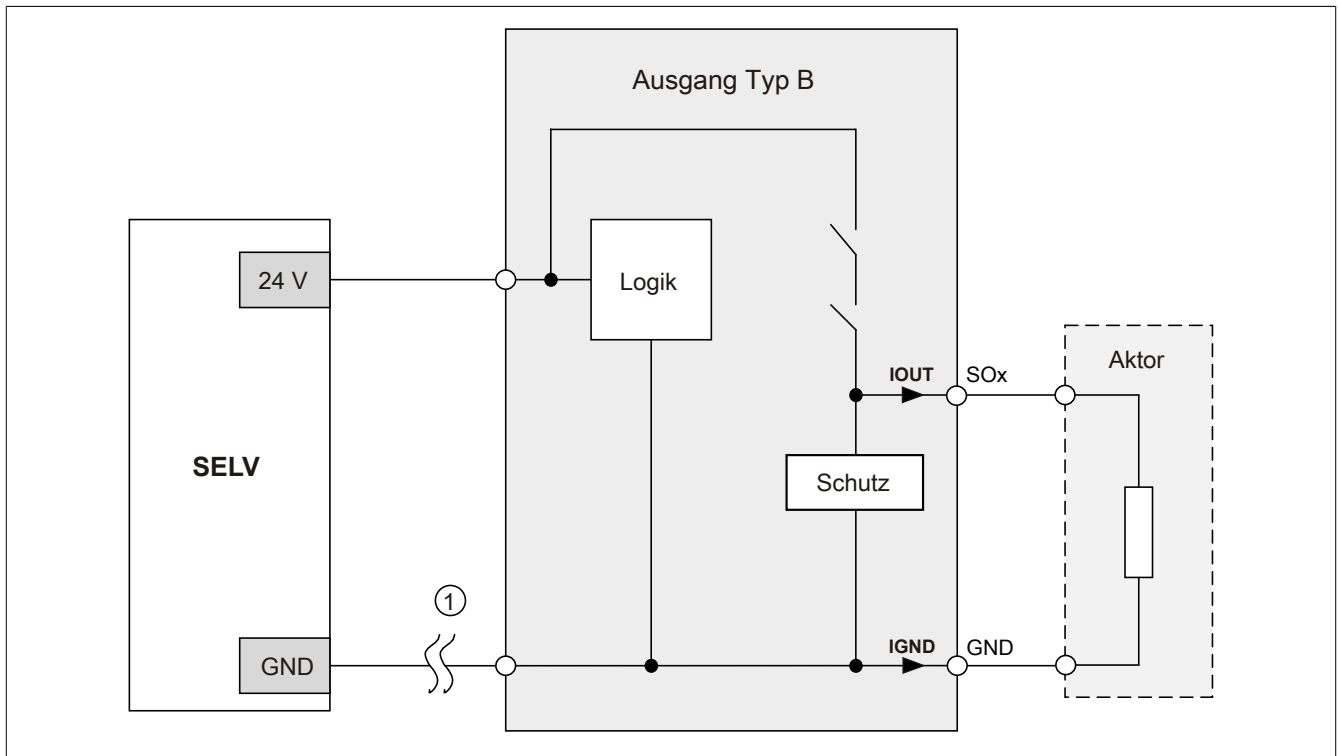 Ausgang Typ B
24 V
Logik
Aktor
IOUT
SOx
SELV
Schutz
①
GND
IGND
GND